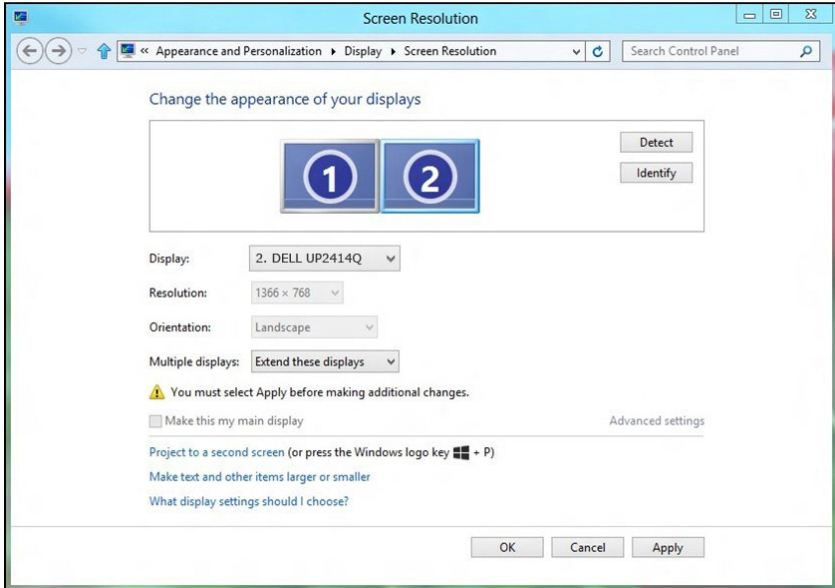 Screen Resolution
« Appearance and Personalization ▸ Display ▸ Screen Resolution
Search Control Panel
Change the appearance of your displays
1 2
Detect
Identify
Display: 2. DELL UP2414Q
Resolution: 1366 × 768
Orientation: Landscape
Multiple displays: Extend these displays
You must select Apply before making additional changes.
Make this my main display Advanced settings
Project to a second screen (or press the Windows logo key + P)
Make text and other items larger or smaller
What display settings should I choose?
OK Cancel Apply